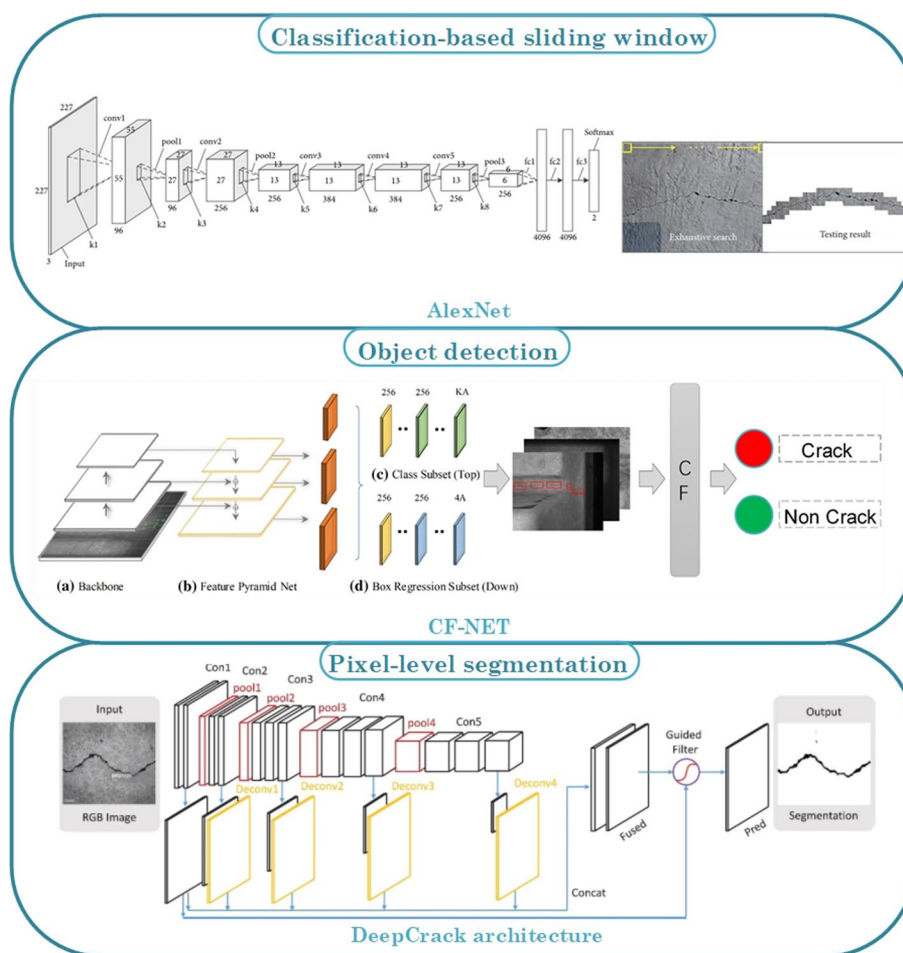 Classification-based sliding window
227
227
3
Input
k1
conv1
55
55
96
k2
pool1
27
27
96
k3
conv2
27
27
256
k4
pool2
13
13
256
k5
conv3
13
13
384
k6
conv4
13
13
384
k7
conv5
13
13
256
k8
pool3
6
6
256
fc1
4096
fc2
4096
fc3
Softmax
2
Exhaustive search
Testing result
AlexNet
Object detection
256 256 KA
(c) Class Subset (Top)
256 256 4A
(a) Backbone
(b) Feature Pyramid Net
(d) Box Regression Subset (Down)
C
F
Crack
Non Crack
CF-NET
Pixel-level segmentation
Input
RGB Image
Con1
pool1
Con2
pool2
Con3
pool3
Con4
pool4
Con5
Deconv1
Deconv2
Deconv3
Deconv4
Concat
Fused
Guided
Filter
Pred
Output
Segmentation
DeepCrack architecture